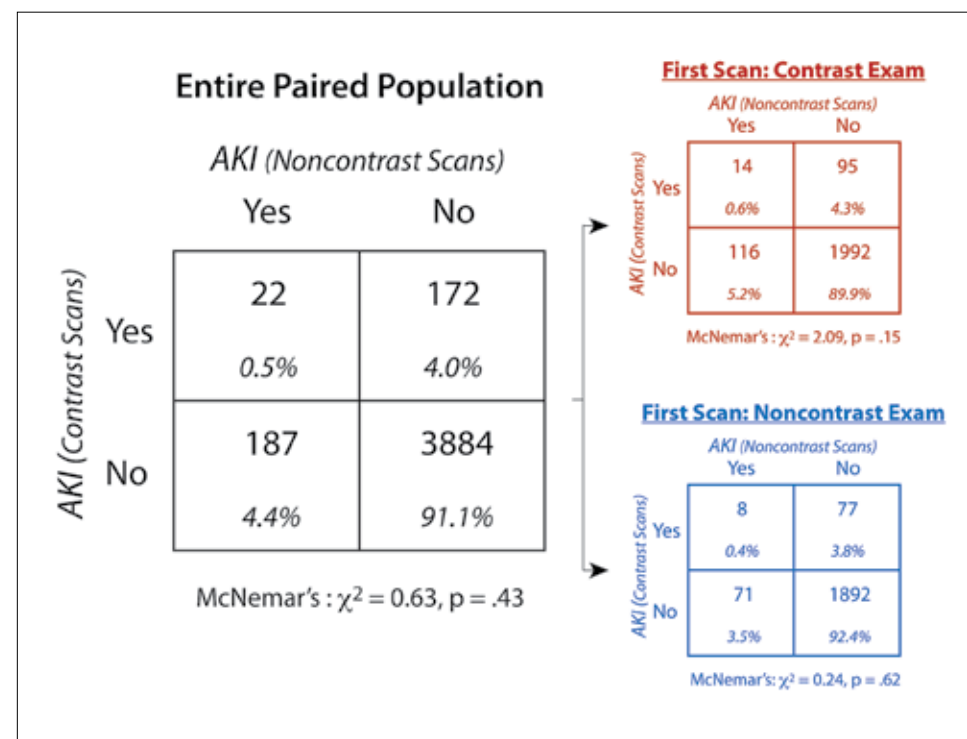 Entire Paired Population
AKI (Noncontrast Scans)
Yes No
AKI (Contrast Scans)
Yes
22 172
0.5% 4.0%
No
187 3884
4.4% 91.1%
McNemar's : χ² = 0.63, p = .43
First Scan: Contrast Exam
AKI (Noncontrast Scans)
Yes No
AKI (Contrast Scans)
Yes
14 95
0.6% 4.3%
No
116 1992
5.2% 89.9%
McNemar's : χ² = 2.09, p = .15
First Scan: Noncontrast Exam
AKI (Noncontrast Scans)
Yes No
AKI (Contrast Scans)
Yes
8 77
0.4% 3.8%
No
71 1892
3.5% 92.4%
McNemar's: χ² = 0.24, p = .62